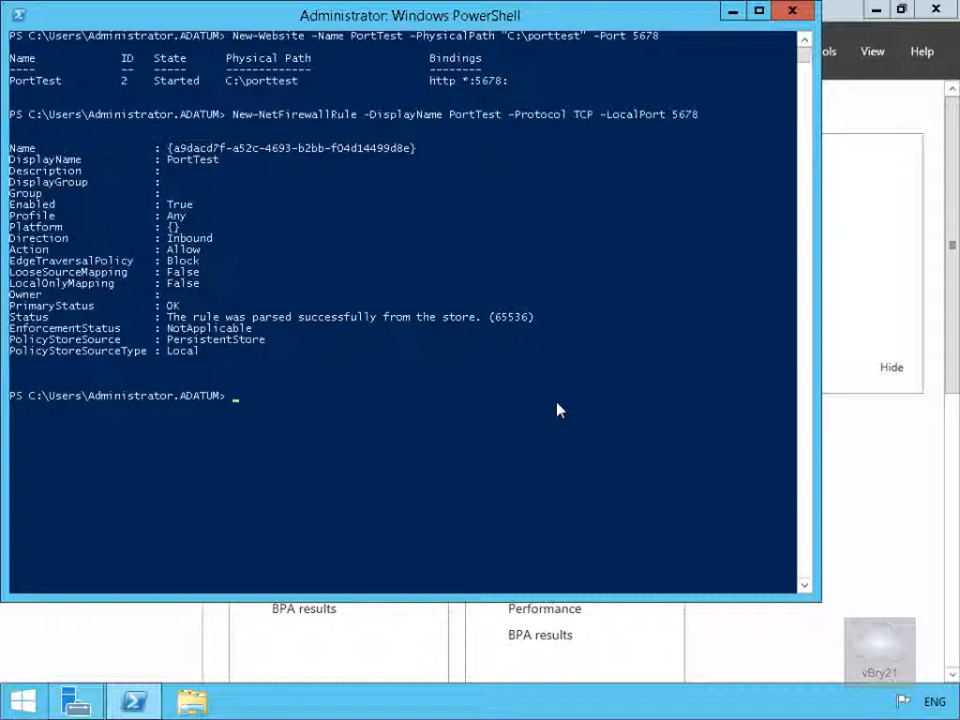 Administrator: Windows PowerShell
PS C:\Users\Administrator.ADATUM> New-Website -Name PortTest -PhysicalPath "C:\porttest" -Port 5678
Name ID State Physical Path Bindings
---- -- ----- ------------- --------
PortTest 2 Started C:\porttest http *:5678:
PS C:\Users\Administrator.ADATUM> New-NetFirewallRule -DisplayName PortTest -Protocol TCP -LocalPort 5678
Name : {a9dacd7f-a52c-4693-b2bb-f04d14499d8e}
DisplayName : PortTest
Description :
DisplayGroup :
Group :
Enabled : True
Profile : Any
Platform : {}
Direction : Inbound
Action : Allow
EdgeTraversalPolicy : Block
LooseSourceMapping : False
LocalOnlyMapping : False
Owner :
PrimaryStatus : OK
Status : The rule was parsed successfully from the store. (65536)
EnforcementStatus : NotApplicable
PolicyStoreSource : PersistentStore
PolicyStoreSourceType : Local
PS C:\Users\Administrator.ADATUM>
ols View Help
Hide
BPA results
Performance
BPA results
vBry21
ENG